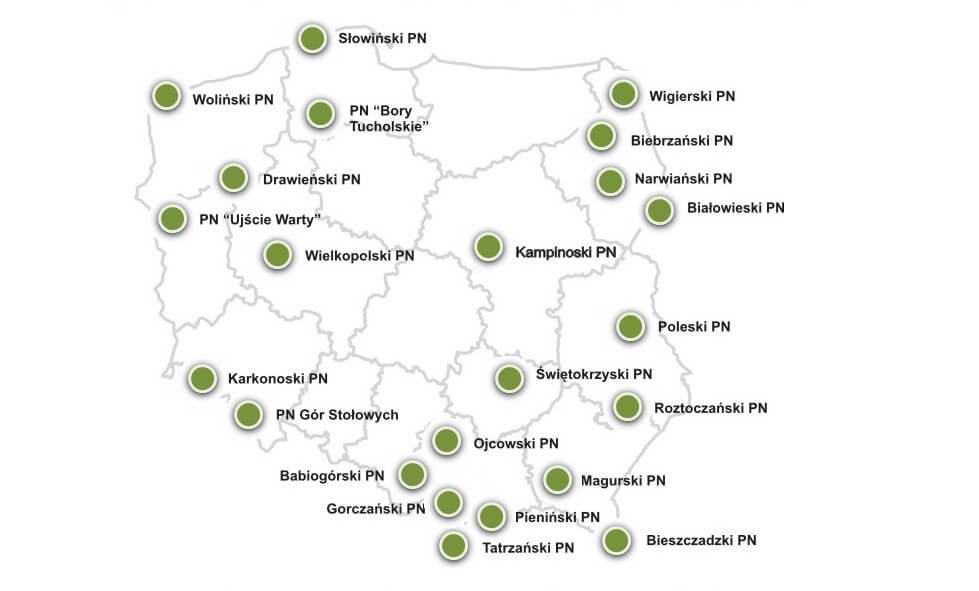 Słowiński PN
Woliński PN
Wigierski PN
PN “Bory
Tucholskie”
Biebrzański PN
Drawieński PN
Narwiański PN
Białowieski PN
PN “Ujście Warty”
Wielkopolski PN
Kampinoski PN
Poleski PN
Karkonoski PN
Świętokrzyski PN
Roztoczański PN
PN Gór Stołowych
Ojcowski PN
Babiogórski PN
Magurski PN
Gorczański PN
Pieniński PN
Tatrzański PN
Bieszczadzki PN